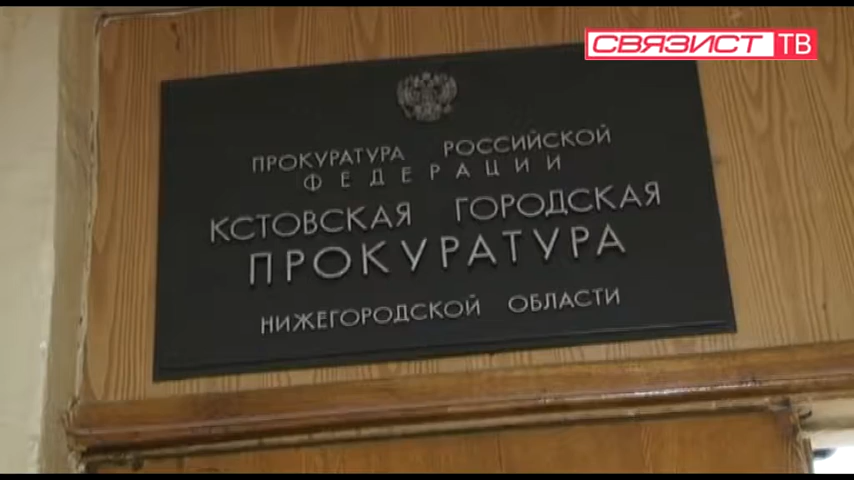 СВЯЗИСТ ТВ
ПРОКУРАТУРА РОССИЙСКОЙ
ФЕДЕРАЦИИ
КСТОВСКАЯ ГОРОДСКАЯ
ПРОКУРАТУРА
НИЖЕГОРОДСКОЙ ОБЛАСТИ